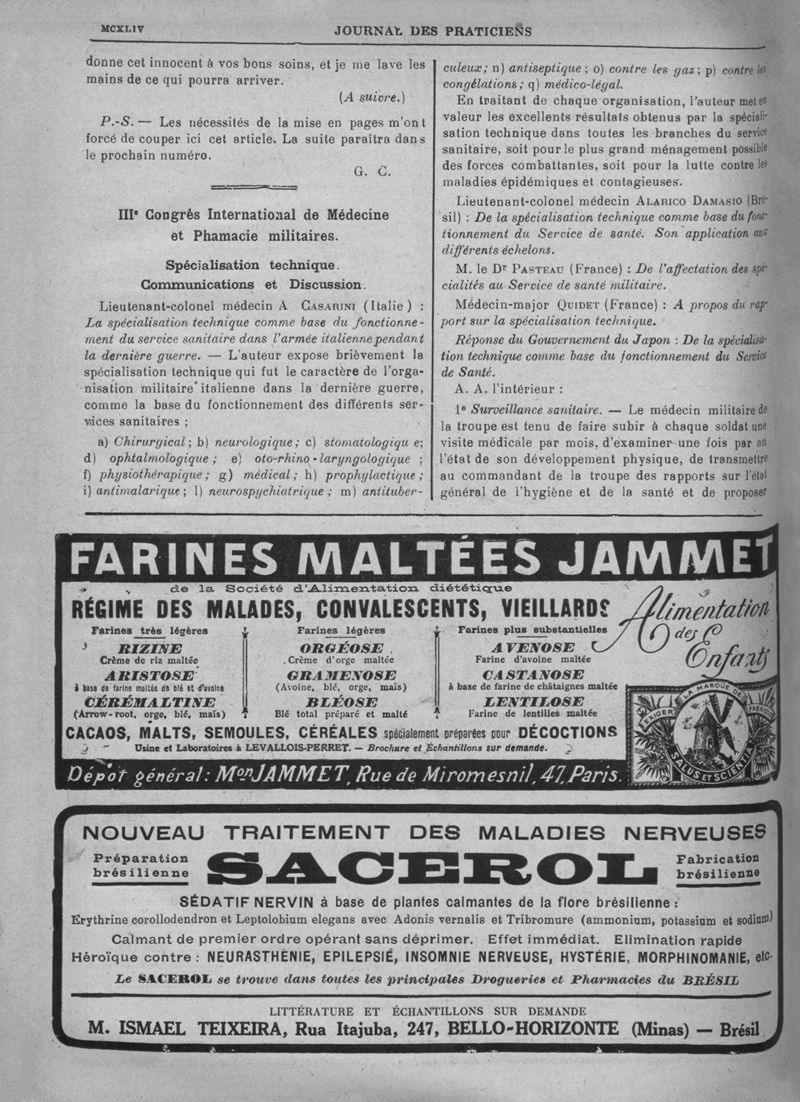 MCXLIV
JOURNAL DES PRATICIENS
donne cet innocent à vos bons soins, et je me lave les
mains de ce qui pourra arriver.
(A suivre.)
P.-S. — Les nécessités de la mise en pages m'ont
forcé de couper ici cet article. La suite paraîtra dans
le prochain numéro.
G. C.
IIIe Congrés International de Médecine
et Phamacie militaires.
Spécialisation technique.
Communications et Discussion.
Lieutenant-colonel médecin A CASARINI (Italie) :
La spécialisation technique comme base du fonctionne-
ment du service sanitaire dans l'armée italienne pendant
la dernière guerre. — L'auteur expose brièvement la
spécialisation technique qui fut le caractère de l'orga-
nisation militaire italienne dans la dernière guerre,
comme la base du fonctionnement des différents ser-
vices sanitaires ;
a) Chirurgical ; b) neurologique ; c) stomatologiqu e;
d) ophtalmologique ; e) oto-rhino-laryngologique ;
f) physiothérapique ; g) médical ; h) prophylactique ;
i) antimalarique ; l) neurospychiatrique ; m) antituber-
culeux ; n) antiseptique ; o) contre les gaz ; p) contre les
congélations ; q) médico-légal.
En traitant de chaque organisation, l'auteur met en
valeur les excellents résultats obtenus par la spéciali-
sation technique dans toutes les branches du service
sanitaire, soit pour le plus grand ménagement possible
des forces combattantes, soit pour la lutte contre les
maladies épidémiques et contagieuses.
Lieutenant-colonel médecin ALARICO DAMASIO (Bré-
sil) : De la spécialisation technique comme base du fonc-
tionnement du Service de santé. Son application aux
différents échelons.
M. le Dr PASTEAU (France) : De l'affectation des spé-
cialités au Service de santé militaire.
Médecin-major QUIDET (France) : A propos du rap-
port sur la spécialisation technique.
Réponse du Gouvernement du Japon : De la spécialisa-
tion technique comme base du fonctionnement du Service
de Santé.
A. A. l'intérieur :
1° Surveillance sanitaire. — Le médecin militaire de
la troupe est tenu de faire subir à chaque soldat une
visite médicale par mois, d'examiner une fois par an
l'état de son développement physique, de transmettre
au commandant de la troupe des rapports sur l'état
général de l'hygiène et de la santé et de proposer
FARINES MALTÉES JAMMET
de la Société d'Alimentation diététique
RÉGIME DES MALADES, CONVALESCENTS, VIEILLARDS
Alimentation
des
Enfants
Farines très légères
RIZINE
Crème de riz maltée
ARISTOSE
à base de farine maltée de blé et d'avoine
CÉRÉMALTINE
(Arrow-root, orge, blé, maïs)
Farines légères
ORGÉOSE
Crème d'orge maltée
GRAMENOSE
(Avoine, blé, orge, maïs)
BLÉOSE
Blé total préparé et malté
Farines plus substantielles
AVENOSE
Farine d'avoine maltée
CASTANOSE
à base de farine de châtaignes maltée
LENTILOSE
Farine de lentilles maltée
CACAOS, MALTS, SEMOULES, CÉRÉALES spécialement préparées pour DÉCOCTIONS
Usine et Laboratoires à LEVALLOIS-PERRET. — Brochure et Échantillons sur demande.
EXIGER LA MARQUE DE FABRIQUE
SALUS ET SCIENTIA
Dépôt général : Mon JAMMET, Rue de Miromesnil, 47, Paris.
NOUVEAU TRAITEMENT DES MALADIES NERVEUSES
Préparation
brésilienne
SACEROL
Fabrication
brésilienne
SÉDATIF NERVIN à base de plantes calmantes de la flore brésilienne :
Erythrine corollodendron et Leptolobium elegans avec Adonis vernalis et Tribromure (ammonium, potassium et sodium)
Calmant de premier ordre opérant sans déprimer. Effet immédiat. Elimination rapide
Héroïque contre : NEURASTHÉNIE, EPILEPSIÉ, INSOMNIE NERVEUSE, HYSTÉRIE, MORPHINOMANIE, etc.
Le SACEROL se trouve dans toutes les principales Drogueries et Pharmacies du BRÉSIL
LITTÉRATURE ET ÉCHANTILLONS SUR DEMANDE
M. ISMAEL TEIXEIRA, Rua Itajuba, 247, BELLO-HORIZONTE (Minas) — Brésil